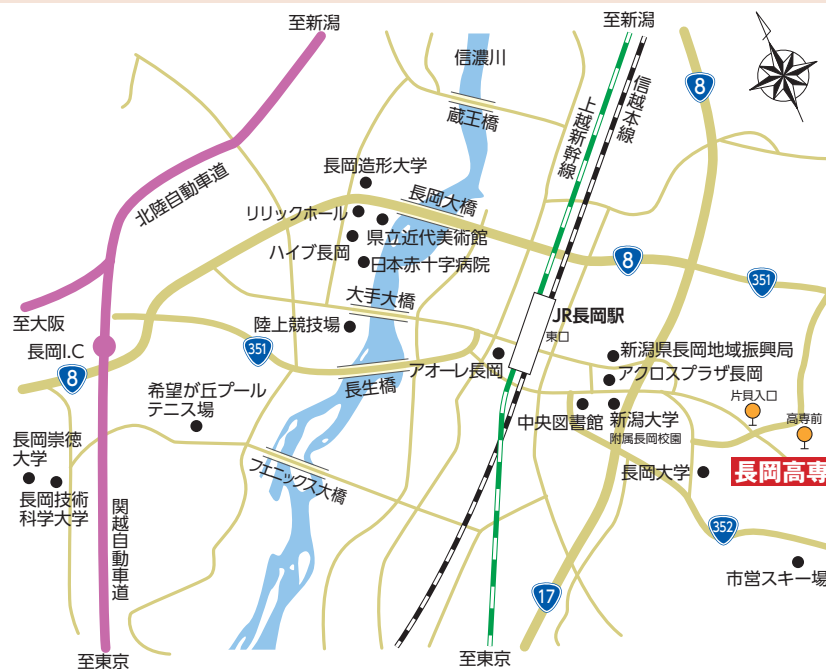 至新潟
至新潟
信濃川
8
蔵王橋
信越本線
上越新幹線
北陸自動車道
長岡造形大学
長岡大橋
リリックホール
県立近代美術館
ハイブ長岡
日本赤十字病院
8
351
大手大橋
至大阪
陸上競技場
JR長岡駅
東口
長岡I.C
351
新潟県長岡地域振興局
アオーレ長岡
8
長生橋
アクロスプラザ長岡
希望が丘プール
テニス場
片貝入口
中央図書館
新潟大学
附属長岡校園
高専前
長岡崇徳
大学
長岡大学
長岡高専
フェニックス大橋
長岡技術
科学大学
関越自動車道
352
市営スキー場
17
至東京
至東京